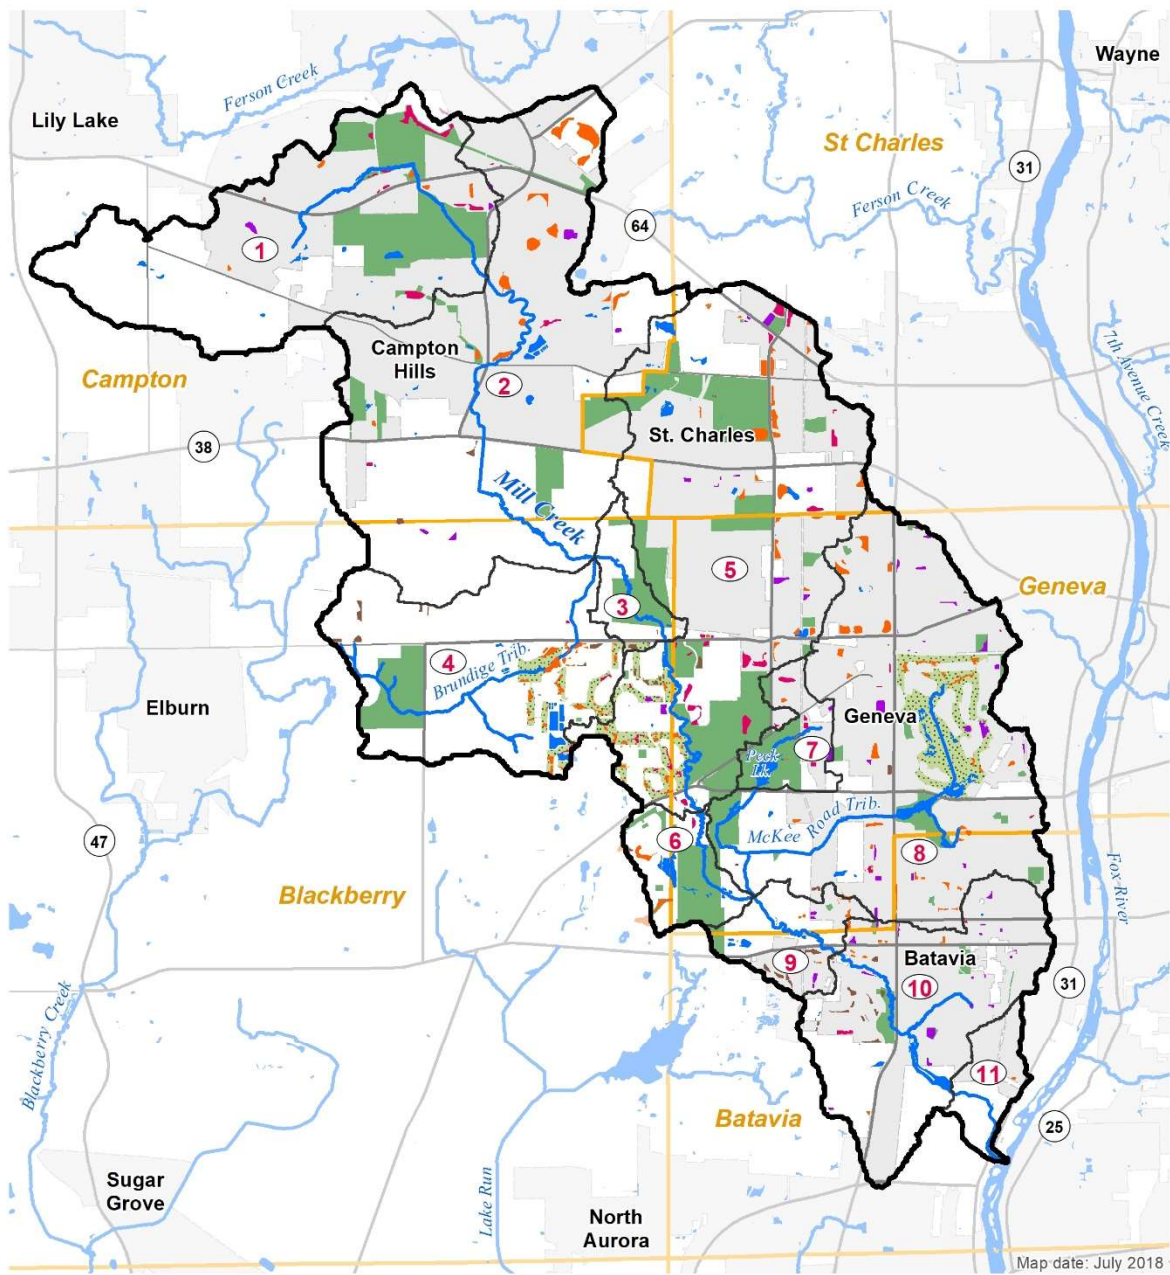 Wayne
Ferson Creek
Lily Lake
St Charles
31
Ferson Creek
64
1
7th Avenue Creek
Campton
Hills
Campton
2
St. Charles
38
Mill Creek
5
Geneva
3
4
Brundige Trib.
Elburn
Geneva
7
Peck
Lk.
McKee Road Trib.
47
6
8
Blackberry
Fox River
Batavia
9
31
10
Blackberry Creek
11
Batavia
25
Sugar
Grove
Lake Run
North
Aurora
Map date: July 2018